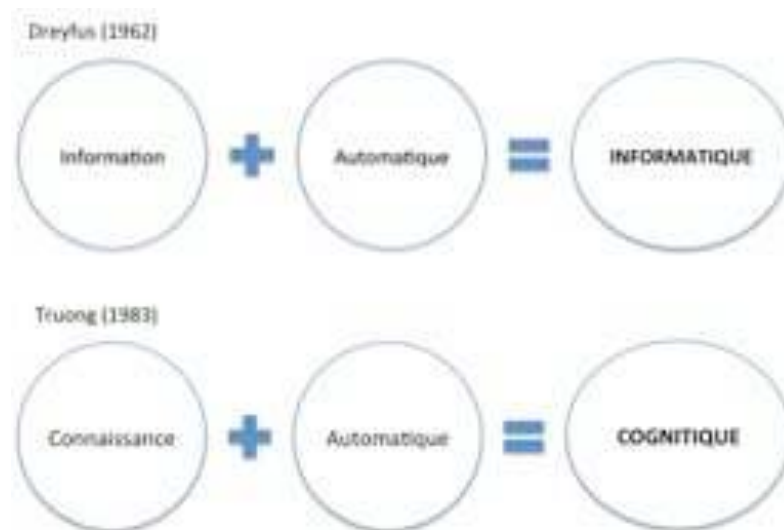 Dreyfus (1962)
Information + Automatique = INFORMATIQUE
Truong (1983)
Connaissance + Automatique = COGNITIQUE